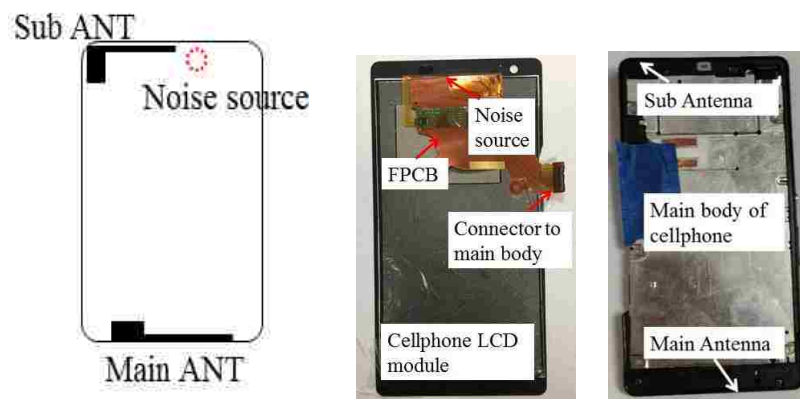 Sub ANT
Noise source
Main ANT
Noise
source
FPCB
Connector to
main body
Cellphone LCD
module
Sub Antenna
Main body of
cellphone
Main Antenna